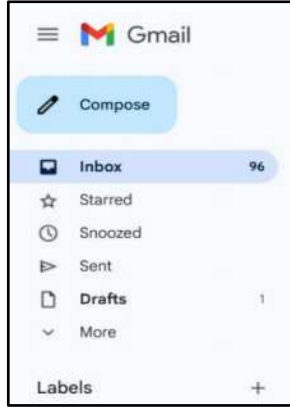 Gmail
Compose
Inbox 96
Starred
Snoozed
Sent
Drafts 1
More
Labels +